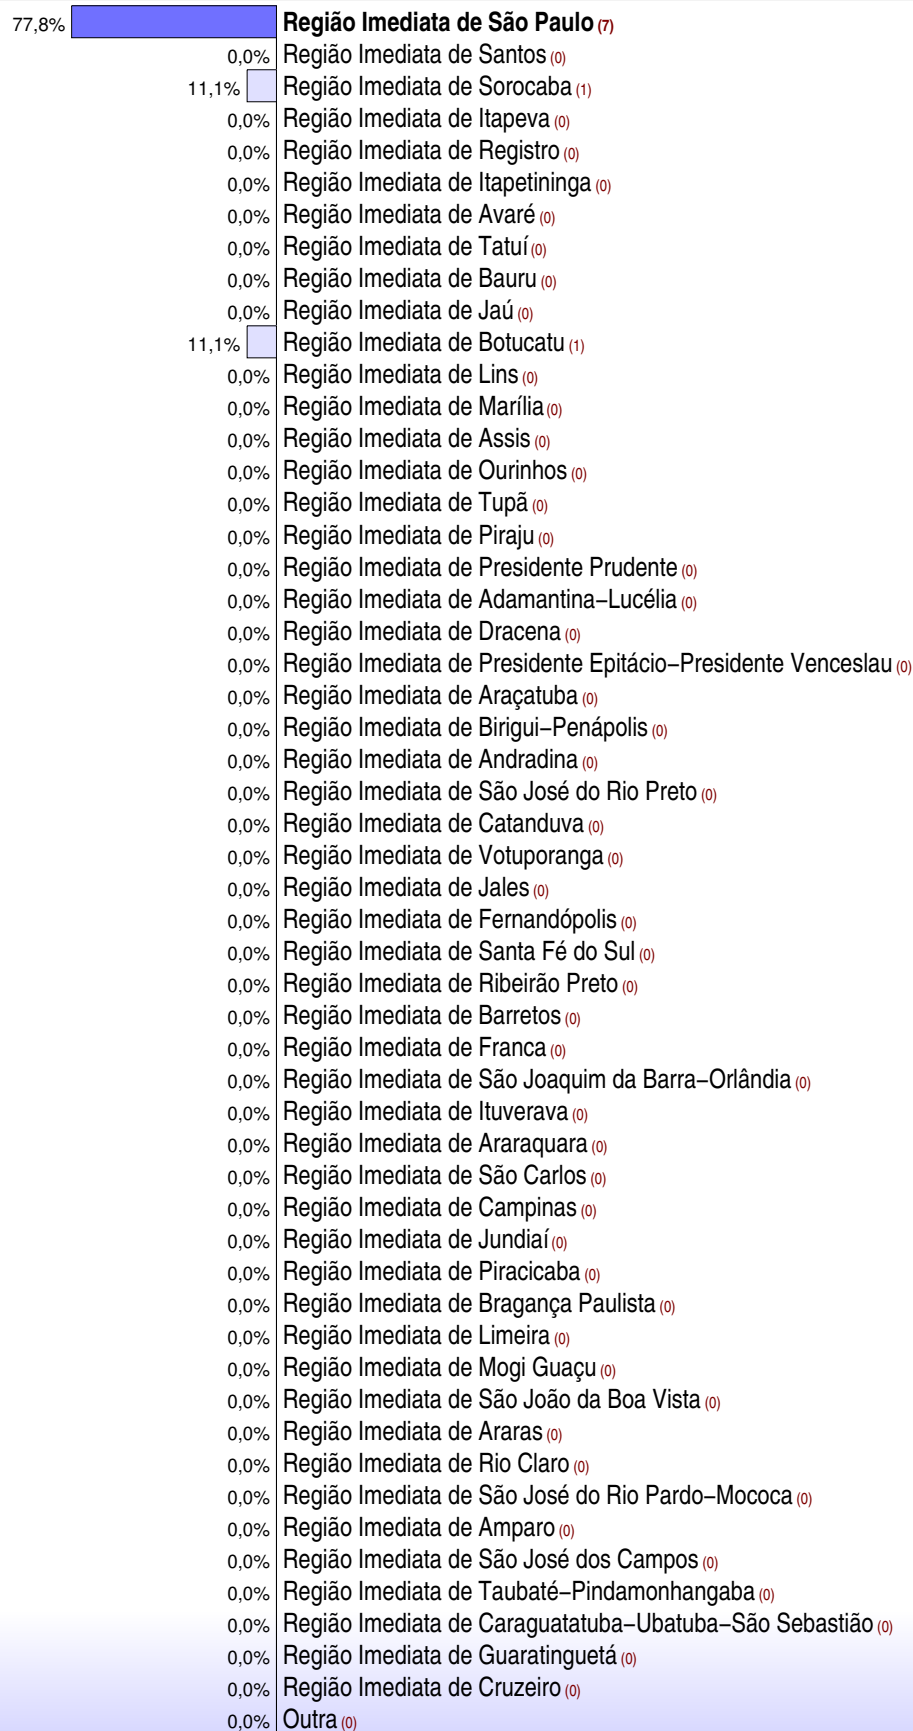 77,8% Região Imediata de São Paulo (7)
0,0% Região Imediata de Santos (0)
11,1% Região Imediata de Sorocaba (1)
0,0% Região Imediata de Itapeva (0)
0,0% Região Imediata de Registro (0)
0,0% Região Imediata de Itapetininga (0)
0,0% Região Imediata de Avaré (0)
0,0% Região Imediata de Tatuí (0)
0,0% Região Imediata de Bauru (0)
0,0% Região Imediata de Jaú (0)
11,1% Região Imediata de Botucatu (1)
0,0% Região Imediata de Lins (0)
0,0% Região Imediata de Marília (0)
0,0% Região Imediata de Assis (0)
0,0% Região Imediata de Ourinhos (0)
0,0% Região Imediata de Tupã (0)
0,0% Região Imediata de Piraju (0)
0,0% Região Imediata de Presidente Prudente (0)
0,0% Região Imediata de Adamantina–Lucélia (0)
0,0% Região Imediata de Dracena (0)
0,0% Região Imediata de Presidente Epitácio–Presidente Venceslau (0)
0,0% Região Imediata de Araçatuba (0)
0,0% Região Imediata de Birigui–Penápolis (0)
0,0% Região Imediata de Andradina (0)
0,0% Região Imediata de São José do Rio Preto (0)
0,0% Região Imediata de Catanduva (0)
0,0% Região Imediata de Votuporanga (0)
0,0% Região Imediata de Jales (0)
0,0% Região Imediata de Fernandópolis (0)
0,0% Região Imediata de Santa Fé do Sul (0)
0,0% Região Imediata de Ribeirão Preto (0)
0,0% Região Imediata de Barretos (0)
0,0% Região Imediata de Franca (0)
0,0% Região Imediata de São Joaquim da Barra–Orlândia (0)
0,0% Região Imediata de Ituverava (0)
0,0% Região Imediata de Araraquara (0)
0,0% Região Imediata de São Carlos (0)
0,0% Região Imediata de Campinas (0)
0,0% Região Imediata de Jundiaí (0)
0,0% Região Imediata de Piracicaba (0)
0,0% Região Imediata de Bragança Paulista (0)
0,0% Região Imediata de Limeira (0)
0,0% Região Imediata de Mogi Guaçu (0)
0,0% Região Imediata de São João da Boa Vista (0)
0,0% Região Imediata de Araras (0)
0,0% Região Imediata de Rio Claro (0)
0,0% Região Imediata de São José do Rio Pardo–Mococa (0)
0,0% Região Imediata de Amparo (0)
0,0% Região Imediata de São José dos Campos (0)
0,0% Região Imediata de Taubaté–Pindamonhangaba (0)
0,0% Região Imediata de Caraguatatuba–Ubatuba–São Sebastião (0)
0,0% Região Imediata de Guaratinguetá (0)
0,0% Região Imediata de Cruzeiro (0)
0,0% Outra (0)